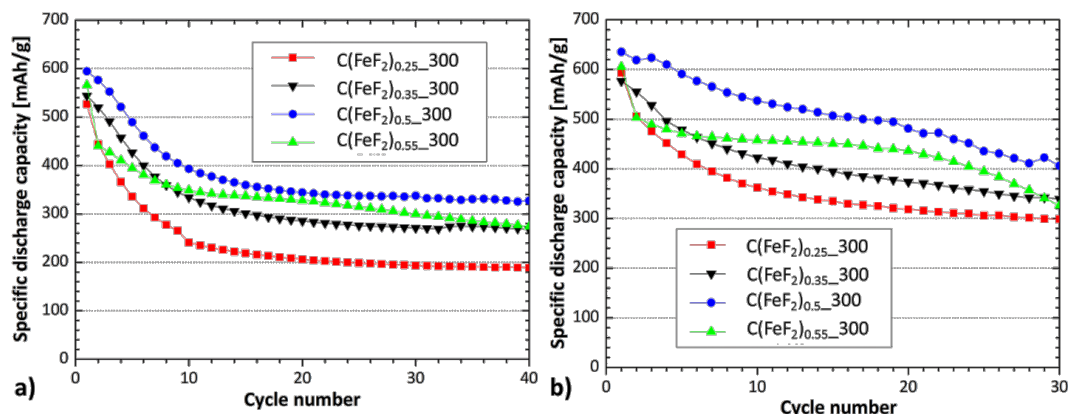 Specific discharge capacity [mAh/g]
700
600
500
400
300
200
100
0
C(FeF₂)₀.₂₅_300
C(FeF₂)₀.₃₅_300
C(FeF₂)₀.₅_300
C(FeF₂)₀.₅₅_300
0 10 20 30 40
a)
Cycle number
Specific discharge capacity [mAh/g]
700
600
500
400
300
200
100
0
C(FeF₂)₀.₂₅_300
C(FeF₂)₀.₃₅_300
C(FeF₂)₀.₅_300
C(FeF₂)₀.₅₅_300
0 10 20 30
b)
Cycle number